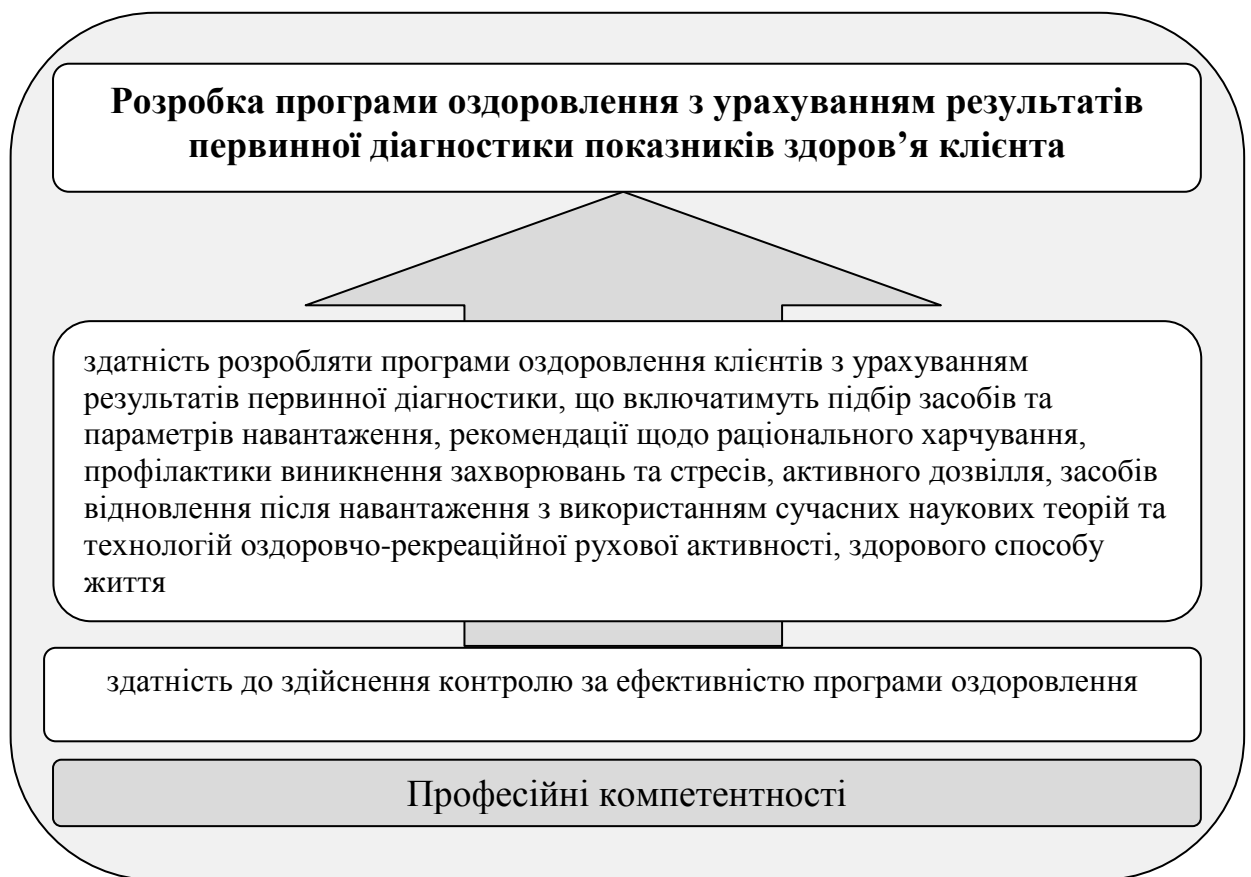 Розробка програми оздоровлення з урахуванням результатів
первинної діагностики показників здоров’я клієнта
здатність розробляти програми оздоровлення клієнтів з урахуванням
результатів первинної діагностики, що включатимуть підбір засобів та
параметрів навантаження, рекомендації щодо раціонального харчування,
профілактики виникнення захворювань та стресів, активного дозвілля, засобів
відновлення після навантаження з використанням сучасних наукових теорій та
технологій оздоровчо-рекреаційної рухової активності, здорового способу
життя
здатність до здійснення контролю за ефективністю програми оздоровлення
Професійні компетентності